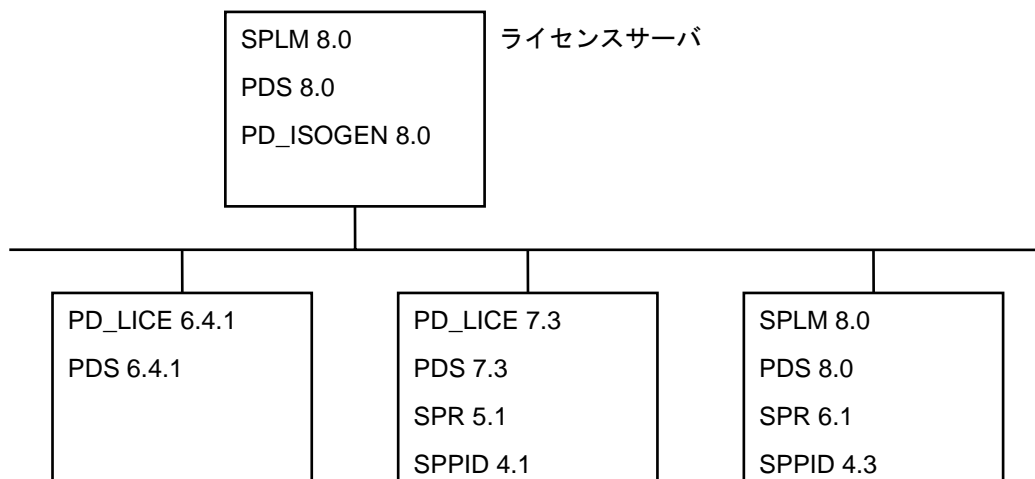 SPLM 8.0
PDS 8.0
PD_ISOGEN 8.0
ライセンスサーバ
PD_LICE 6.4.1
PDS 6.4.1
PD_LICE 7.3
PDS 7.3
SPR 5.1
SPPID 4.1
SPLM 8.0
PDS 8.0
SPR 6.1
SPPID 4.3